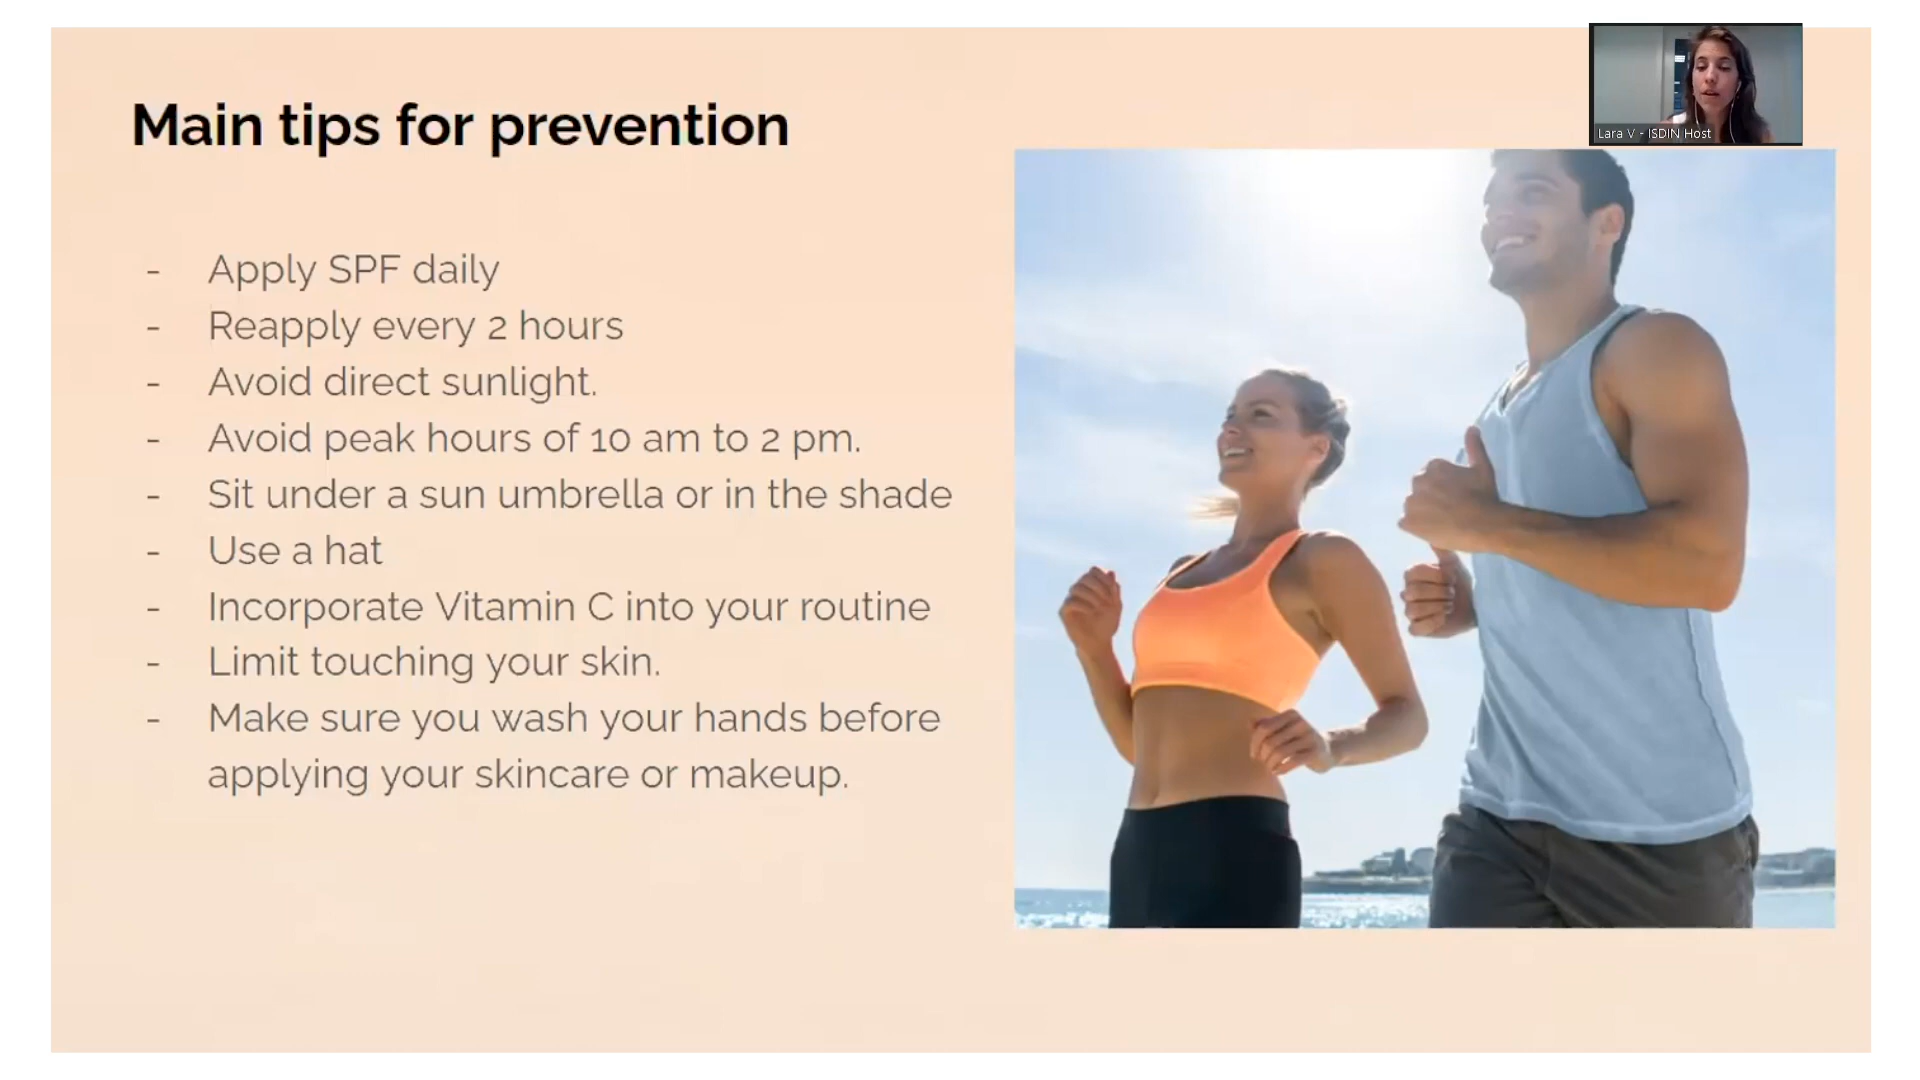 Main tips for prevention
Lara V - ISDIN Host
- Apply SPF daily
- Reapply every 2 hours
- Avoid direct sunlight.
- Avoid peak hours of 10 am to 2 pm.
- Sit under a sun umbrella or in the shade
- Use a hat
- Incorporate Vitamin C into your routine
- Limit touching your skin.
- Make sure you wash your hands before
applying your skincare or makeup.